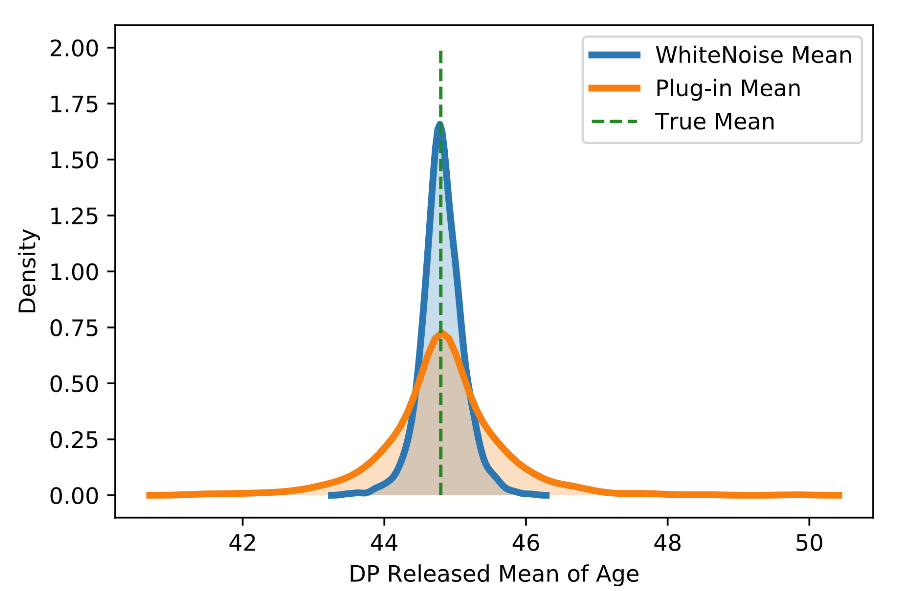 WhiteNoise Mean
Plug-in Mean
True Mean
2.00
1.75
1.50
1.25
1.00
0.75
0.50
0.25
0.00
Density
42 44 46 48 50
DP Released Mean of Age